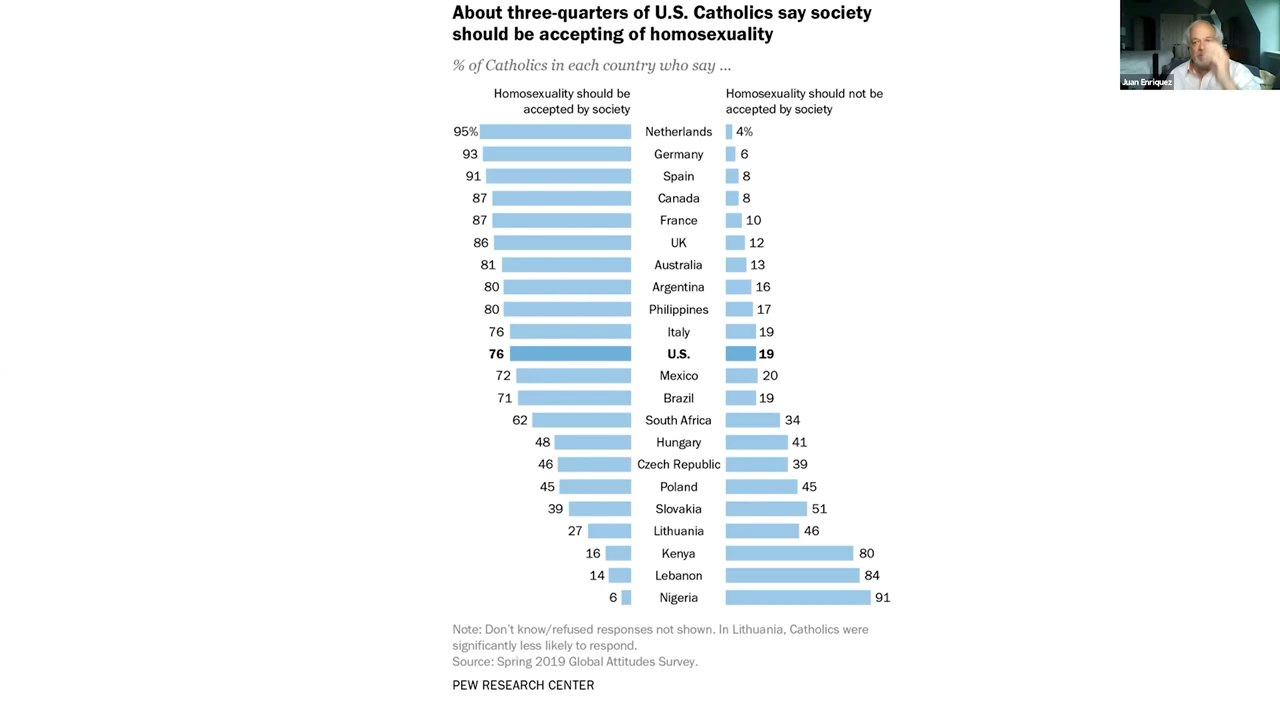 About three-quarters of U.S. Catholics say society
should be accepting of homosexuality
% of Catholics in each country who say ...
Homosexuality should be
accepted by society
Homosexuality should not be
accepted by society
95% Netherlands 4%
93 Germany 6
91 Spain 8
87 Canada 8
87 France 10
86 UK 12
81 Australia 13
80 Argentina 16
80 Philippines 17
76 Italy 19
76 U.S. 19
72 Mexico 20
71 Brazil 19
62 South Africa 34
48 Hungary 41
46 Czech Republic 39
45 Poland 45
39 Slovakia 51
27 Lithuania 46
16 Kenya 80
14 Lebanon 84
6 Nigeria 91
Note: Don't know/refused responses not shown. In Lithuania, Catholics were
significantly less likely to respond.
Source: Spring 2019 Global Attitudes Survey.
PEW RESEARCH CENTER
Juan Enriquez